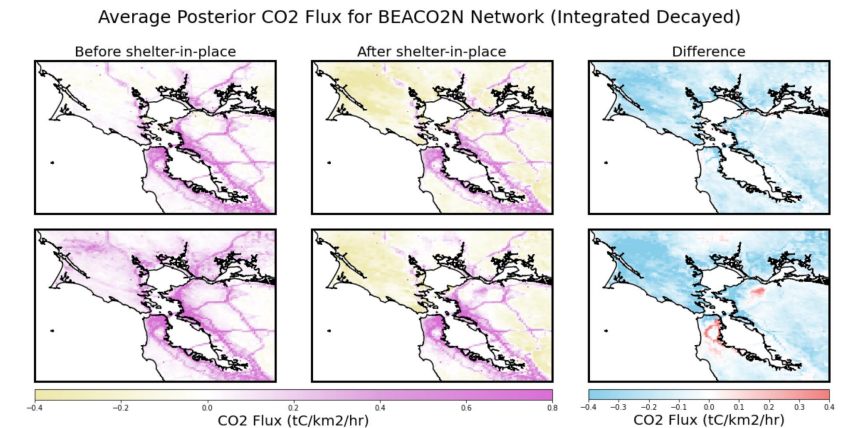 Average Posterior CO2 Flux for BEACO2N Network (Integrated Decayed)
Before shelter-in-place After shelter-in-place Difference
−0.4 −0.2 0.0 0.2 0.4 0.6 0.8 −0.4 −0.3 −0.2 −0.1 0.0 0.1 0.2 0.3 0.4
CO2 Flux (tC/km2/hr) CO2 Flux (tC/km2/hr)